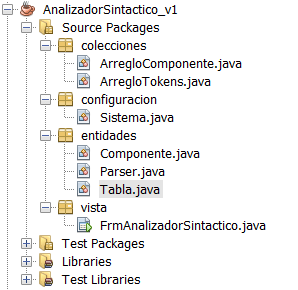 AnalizadorSintactico_v1
Source Packages
colecciones
ArregloComponente.java
ArregloTokens.java
configuracion
Sistema.java
entidades
Componente.java
Parser.java
Tabla.java
vista
FrmAnalizadorSintactico.java
Test Packages
Libraries
Test Libraries